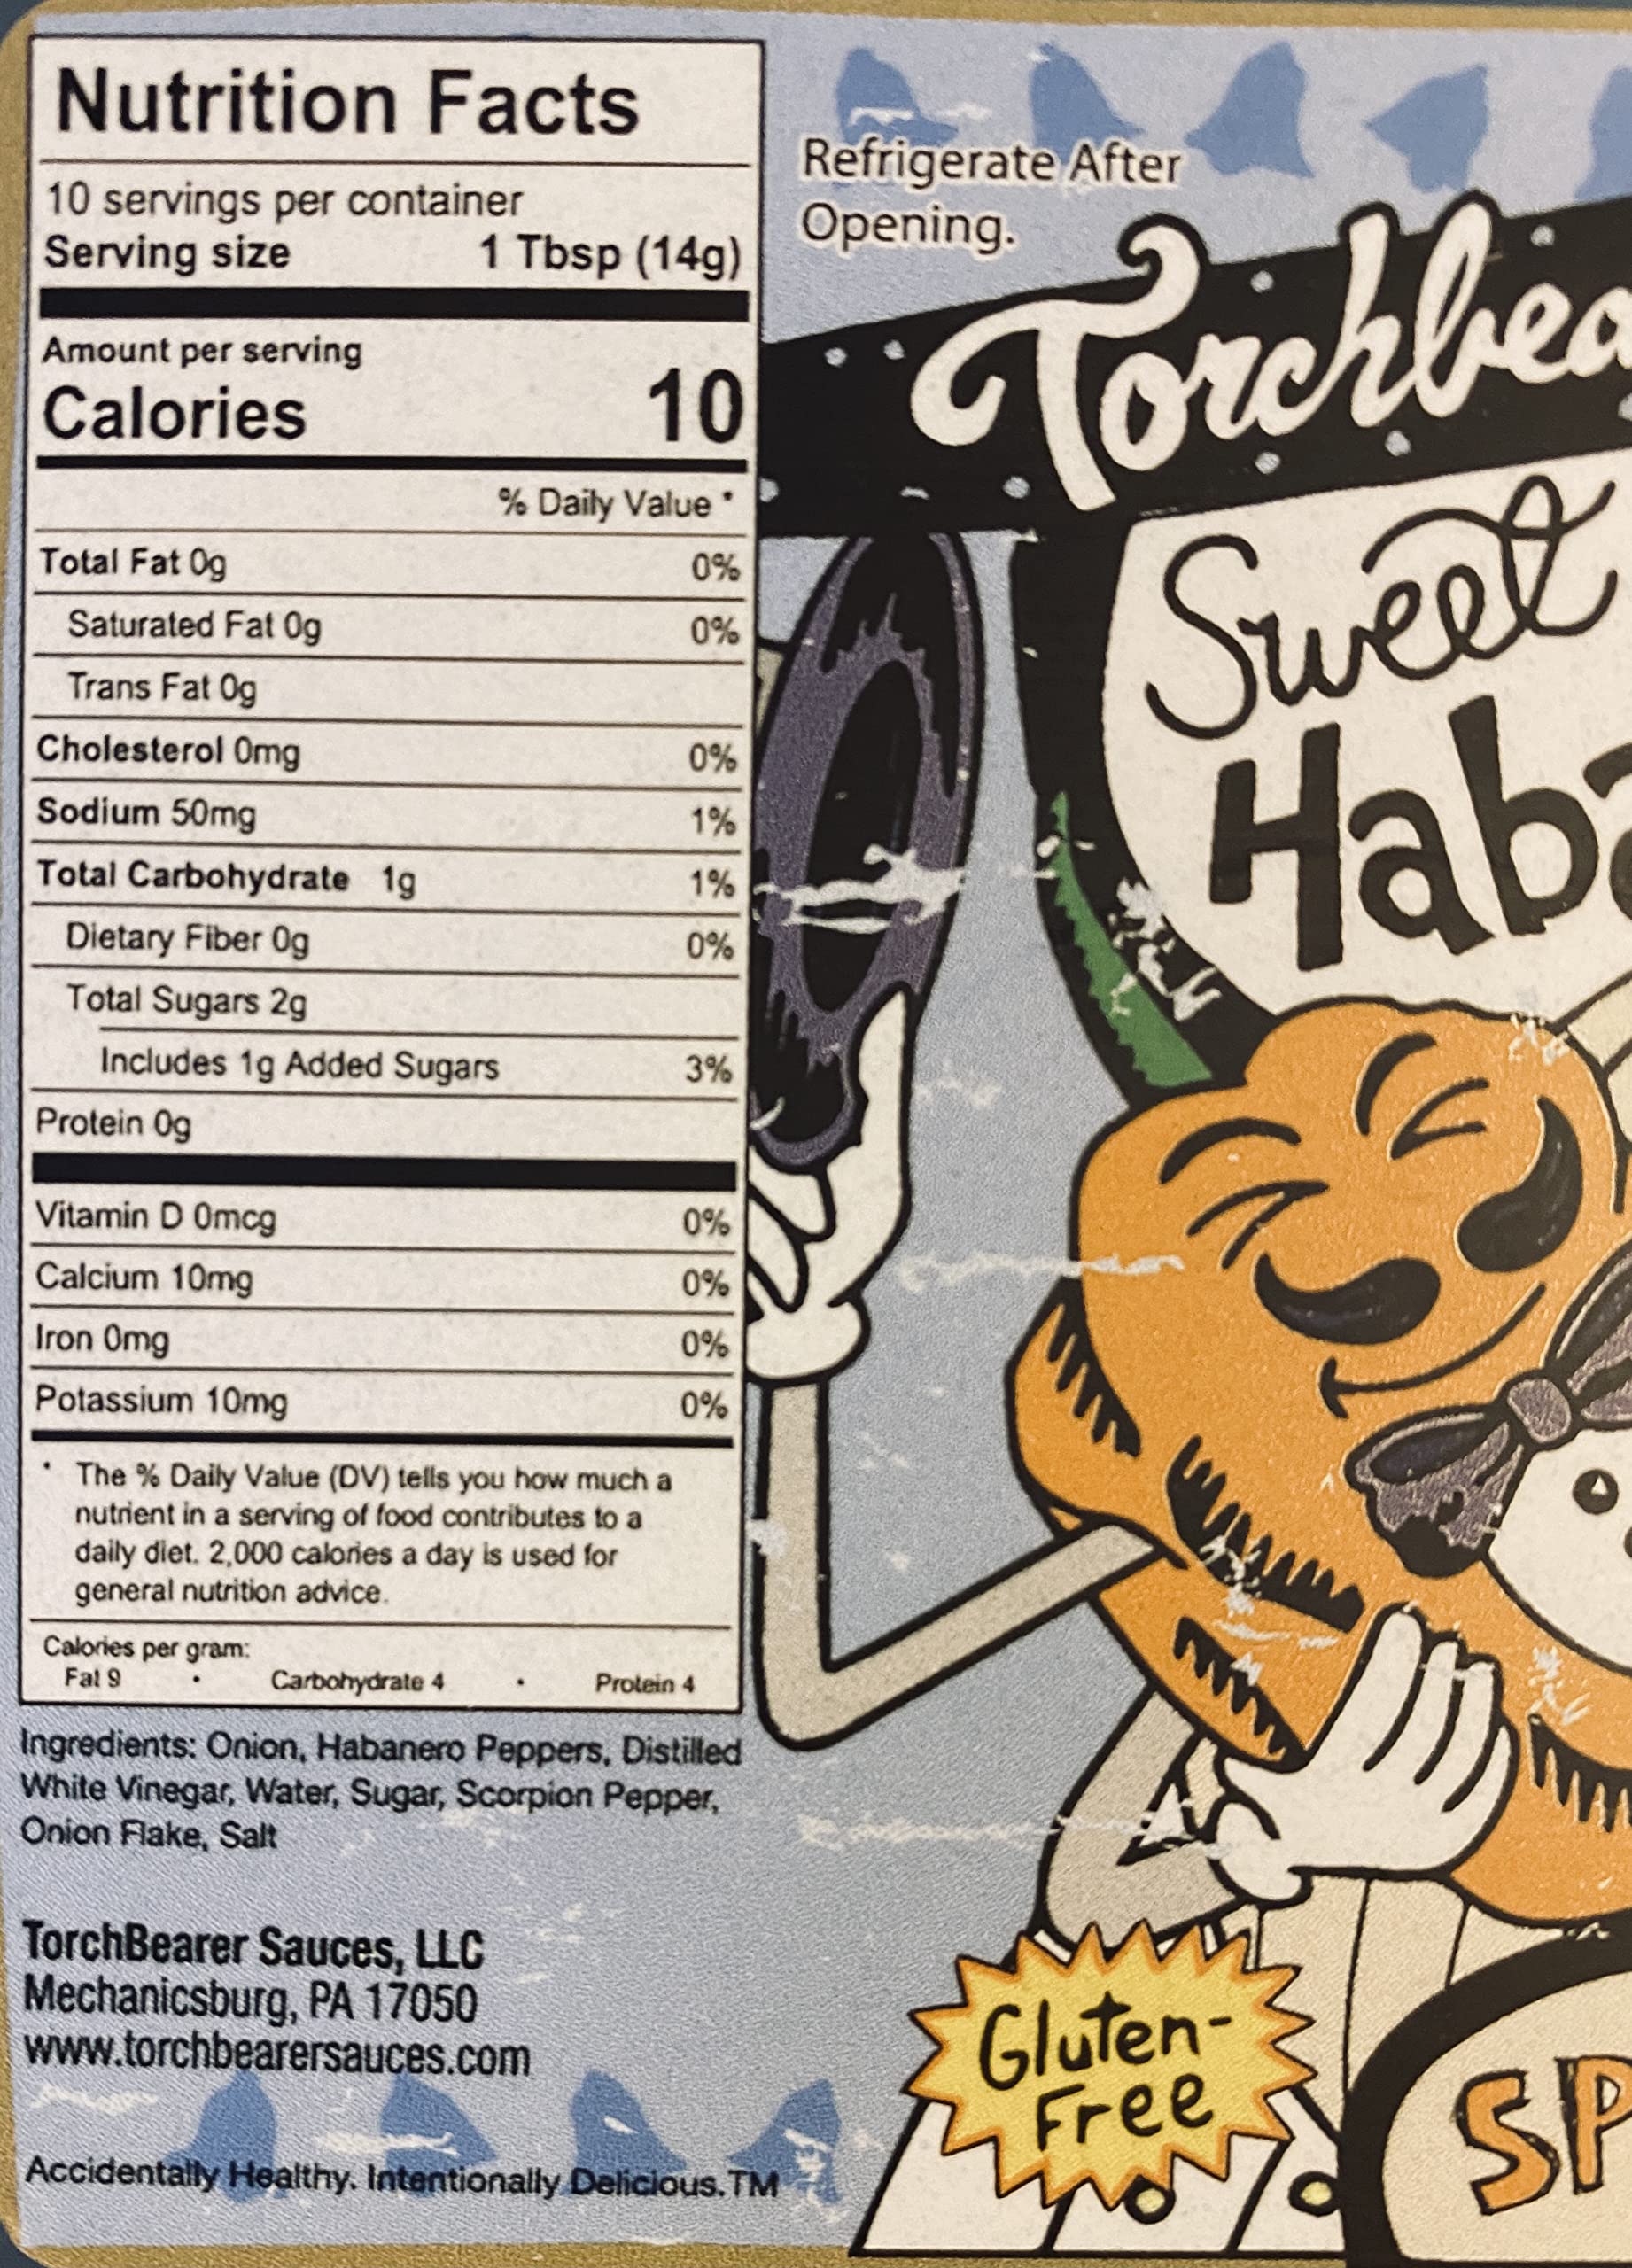 Nutrition Facts
10 servings per container
Serving size 1 Tbsp (14g)
Amount per serving
Calories 10
% Daily Value *
Total Fat 0g 0%
Saturated Fat 0g 0%
Trans Fat 0g
Cholesterol 0mg 0%
Sodium 50mg 1%
Total Carbohydrate 1g 1%
Dietary Fiber 0g 0%
Total Sugars 2g
Includes 1g Added Sugars 3%
Protein 0g
Vitamin D 0mcg 0%
Calcium 10mg 0%
Iron 0mg 0%
Potassium 10mg 0%
* The % Daily Value (DV) tells you how much a
nutrient in a serving of food contributes to a
daily diet. 2,000 calories a day is used for
general nutrition advice.
Calories per gram:
Fat 9 · Carbohydrate 4 · Protein 4
Ingredients: Onion, Habanero Peppers, Distilled
White Vinegar, Water, Sugar, Scorpion Pepper,
Onion Flake, Salt
TorchBearer Sauces, LLC
Mechanicsburg, PA 17050
www.torchbearersauces.com
Accidentally Healthy. Intentionally Delicious.TM
Refrigerate After
Opening.
Torchbea
Sweet
Haba
Gluten-
Free
SP